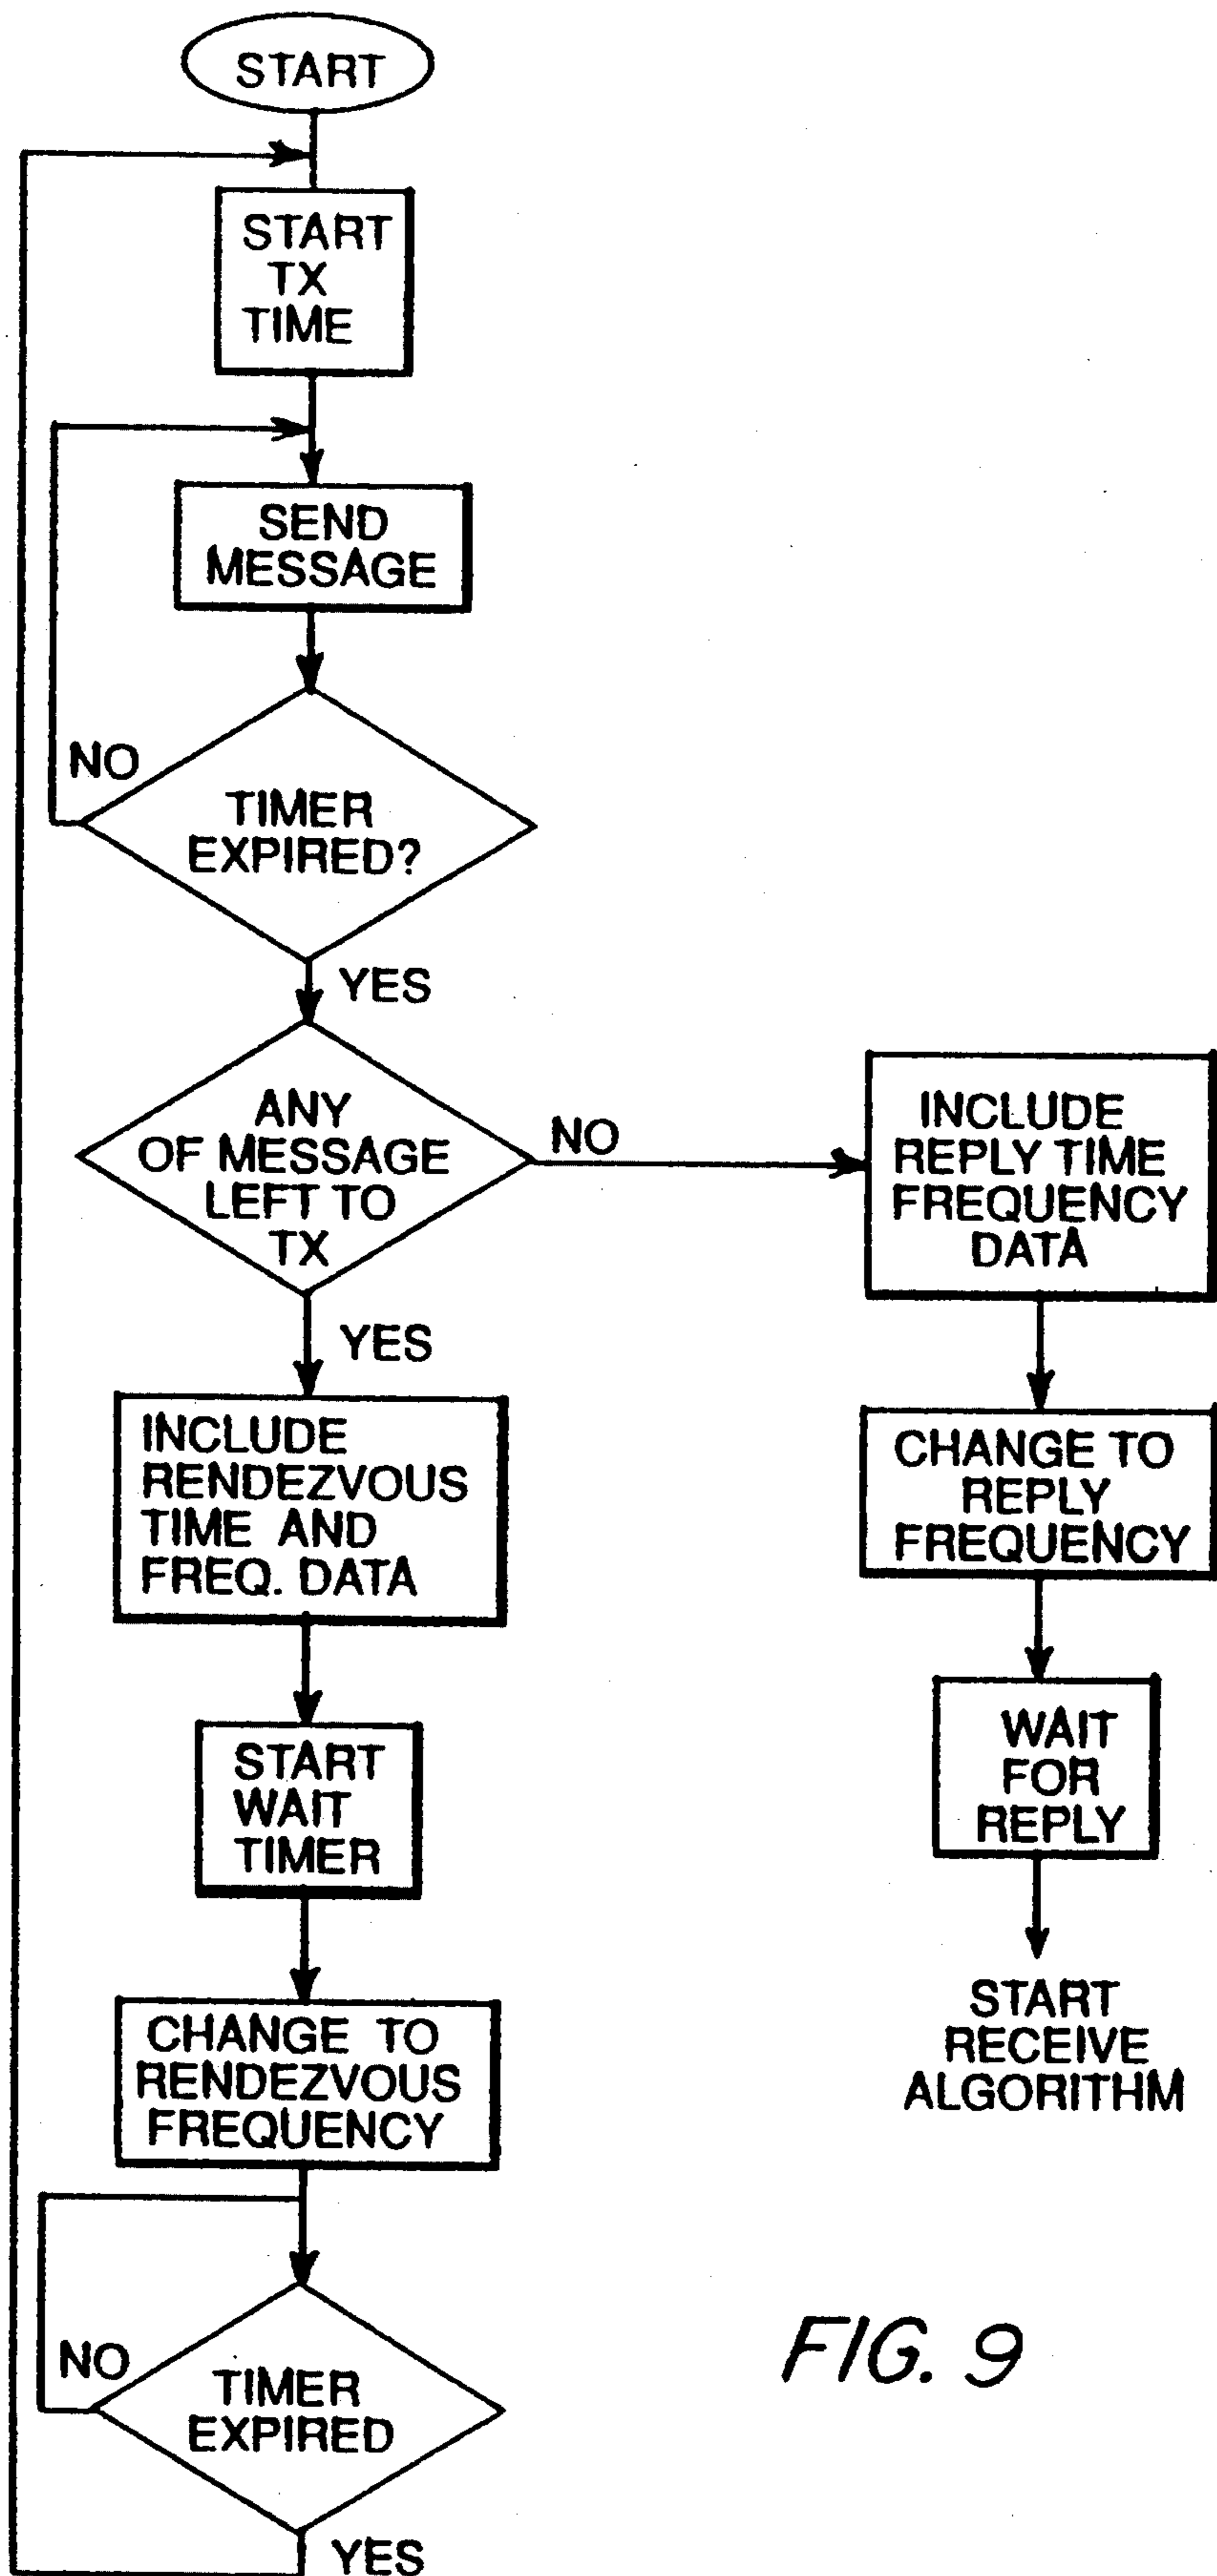 START
START
TX
TIME
SEND
MESSAGE
NO
TIMER
EXPIRED?
YES
ANY
OF MESSAGE
LEFT TO
TX
NO
INCLUDE
REPLY TIME
FREQUENCY
DATA
YES
INCLUDE
RENDEZVOUS
TIME AND
FREQ. DATA
CHANGE TO
REPLY
FREQUENCY
START
WAIT
TIMER
WAIT
FOR
REPLY
CHANGE TO
RENDEZVOUS
FREQUENCY
START
RECEIVE
ALGORITHM
NO
TIMER
EXPIRED
YES
FIG. 9